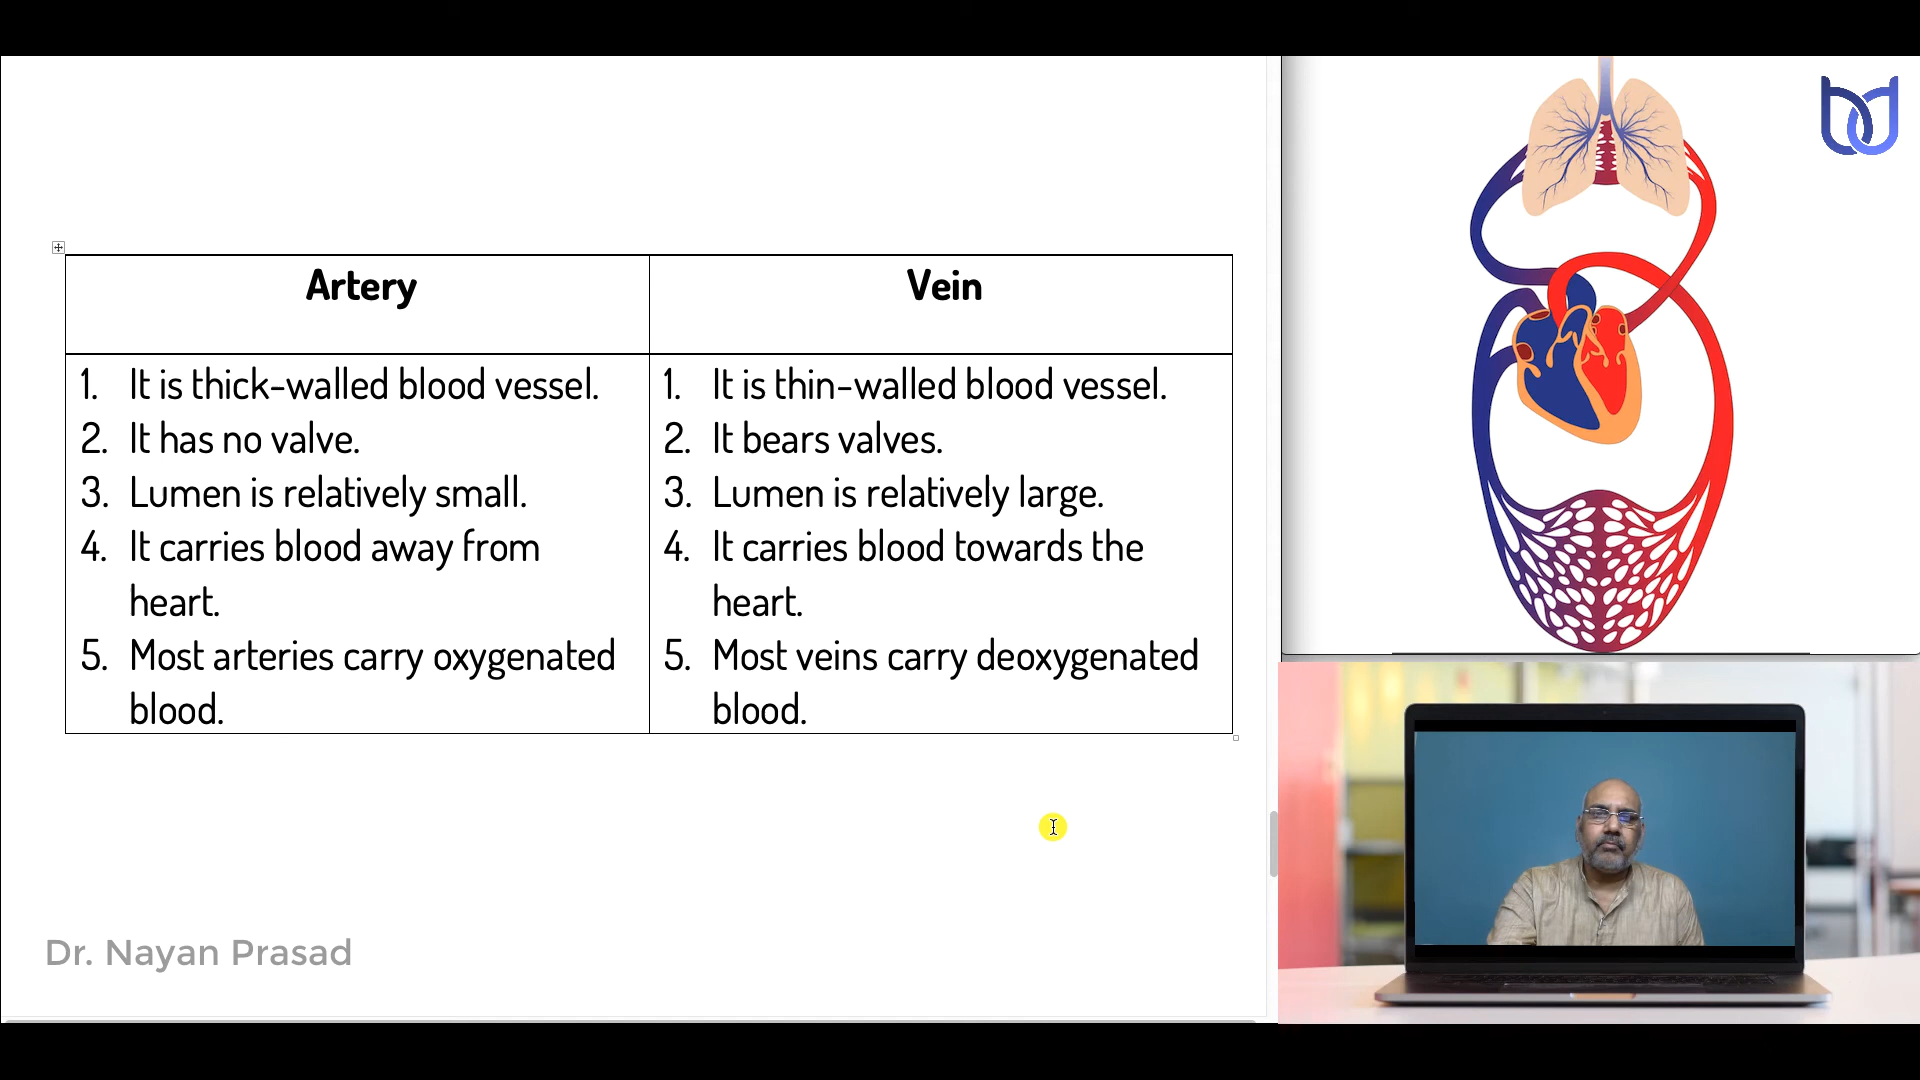 Artery
Vein
1. It is thick-walled blood vessel.
2. It has no valve.
3. Lumen is relatively small.
4. It carries blood away from
heart.
5. Most arteries carry oxygenated
blood.
1. It is thin-walled blood vessel.
2. It bears valves.
3. Lumen is relatively large.
4. It carries blood towards the
heart.
5. Most veins carry deoxygenated
blood.
Dr. Nayan Prasad